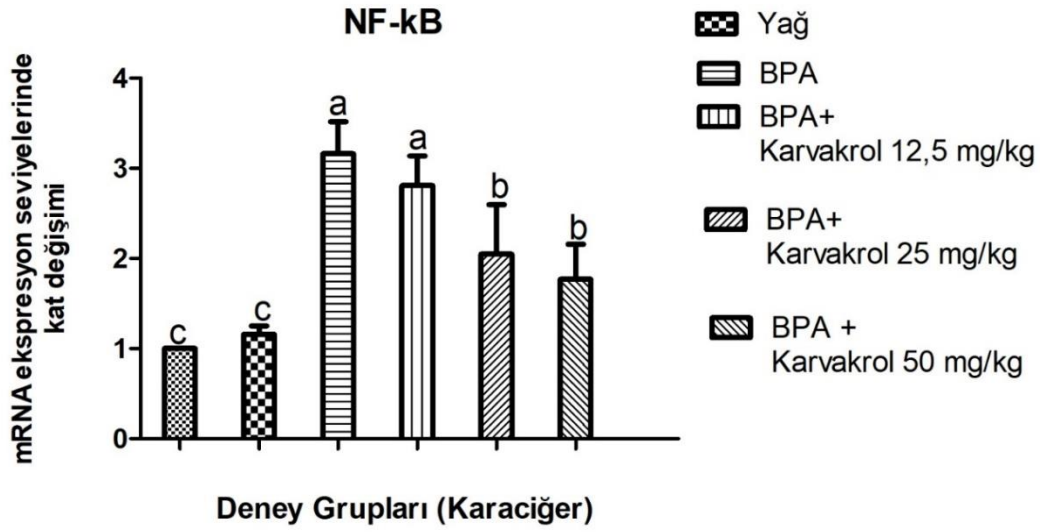 NF-kB
mRNA ekspresyon seviyelerinde
kat değişimi
4
3
2
1
0
c
c
a
a
b
b
Deney Grupları (Karaciğer)
Yağ
BPA
BPA+
Karvakrol 12,5 mg/kg
BPA+
Karvakrol 25 mg/kg
BPA +
Karvakrol 50 mg/kg